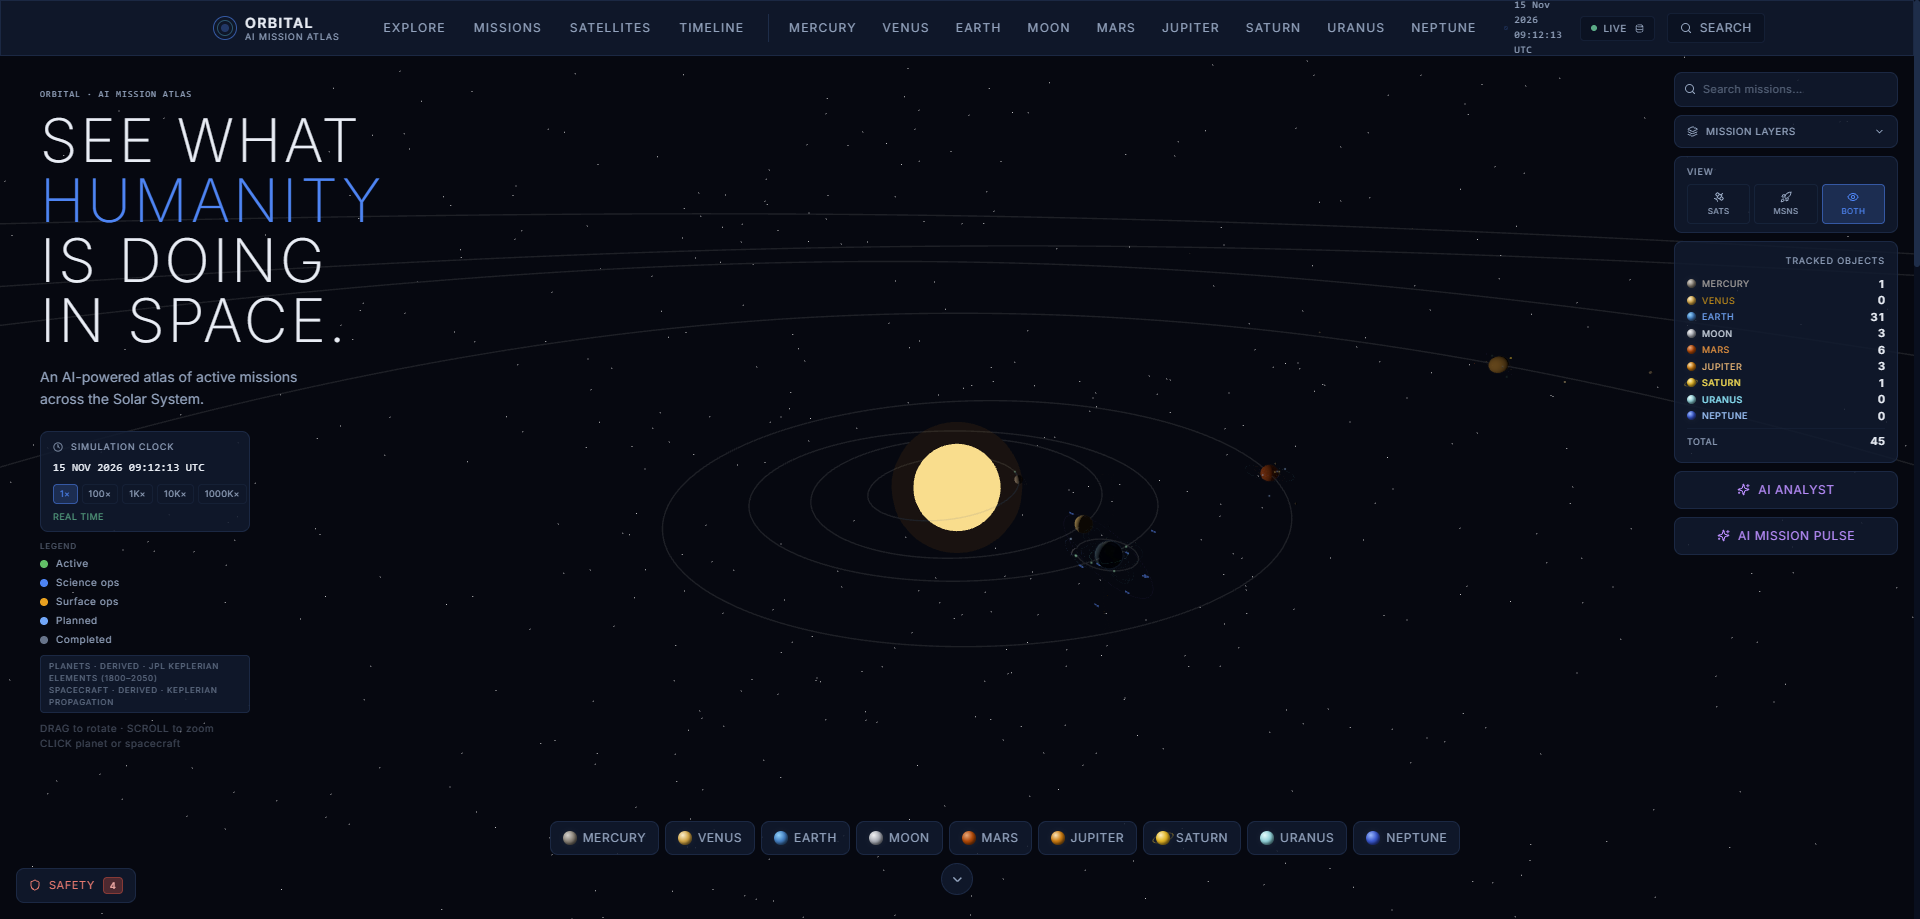 ORBITAL
AI MISSION ATLAS
EXPLORE
MISSIONS
SATELLITES
TIMELINE
MERCURY
VENUS
EARTH
MOON
MARS
JUPITER
SATURN
URANUS
NEPTUNE
15 Nov
2026
09:12:13
UTC
LIVE
SEARCH
ORBITAL · AI MISSION ATLAS
SEE WHAT
HUMANITY
IS DOING
IN SPACE.
An AI-powered atlas of active missions
across the Solar System.
SIMULATION CLOCK
15 NOV 2026 09:12:13 UTC
1×
100×
1K×
10K×
1000K×
REAL TIME
LEGEND
Active
Science ops
Surface ops
Planned
Completed
PLANETS · DERIVED · JPL KEPLERIAN
ELEMENTS (1800–2050)
SPACECRAFT · DERIVED · KEPLERIAN
PROPAGATION
DRAG to rotate · SCROLL to zoom
CLICK planet or spacecraft
SAFETY 4
Search missions...
MISSION LAYERS
VIEW
SATS
MSNS
BOTH
TRACKED OBJECTS
MERCURY 1
VENUS 0
EARTH 31
MOON 3
MARS 6
JUPITER 3
SATURN 1
URANUS 0
NEPTUNE 0
TOTAL 45
AI ANALYST
AI MISSION PULSE
MERCURY
VENUS
EARTH
MOON
MARS
JUPITER
SATURN
URANUS
NEPTUNE